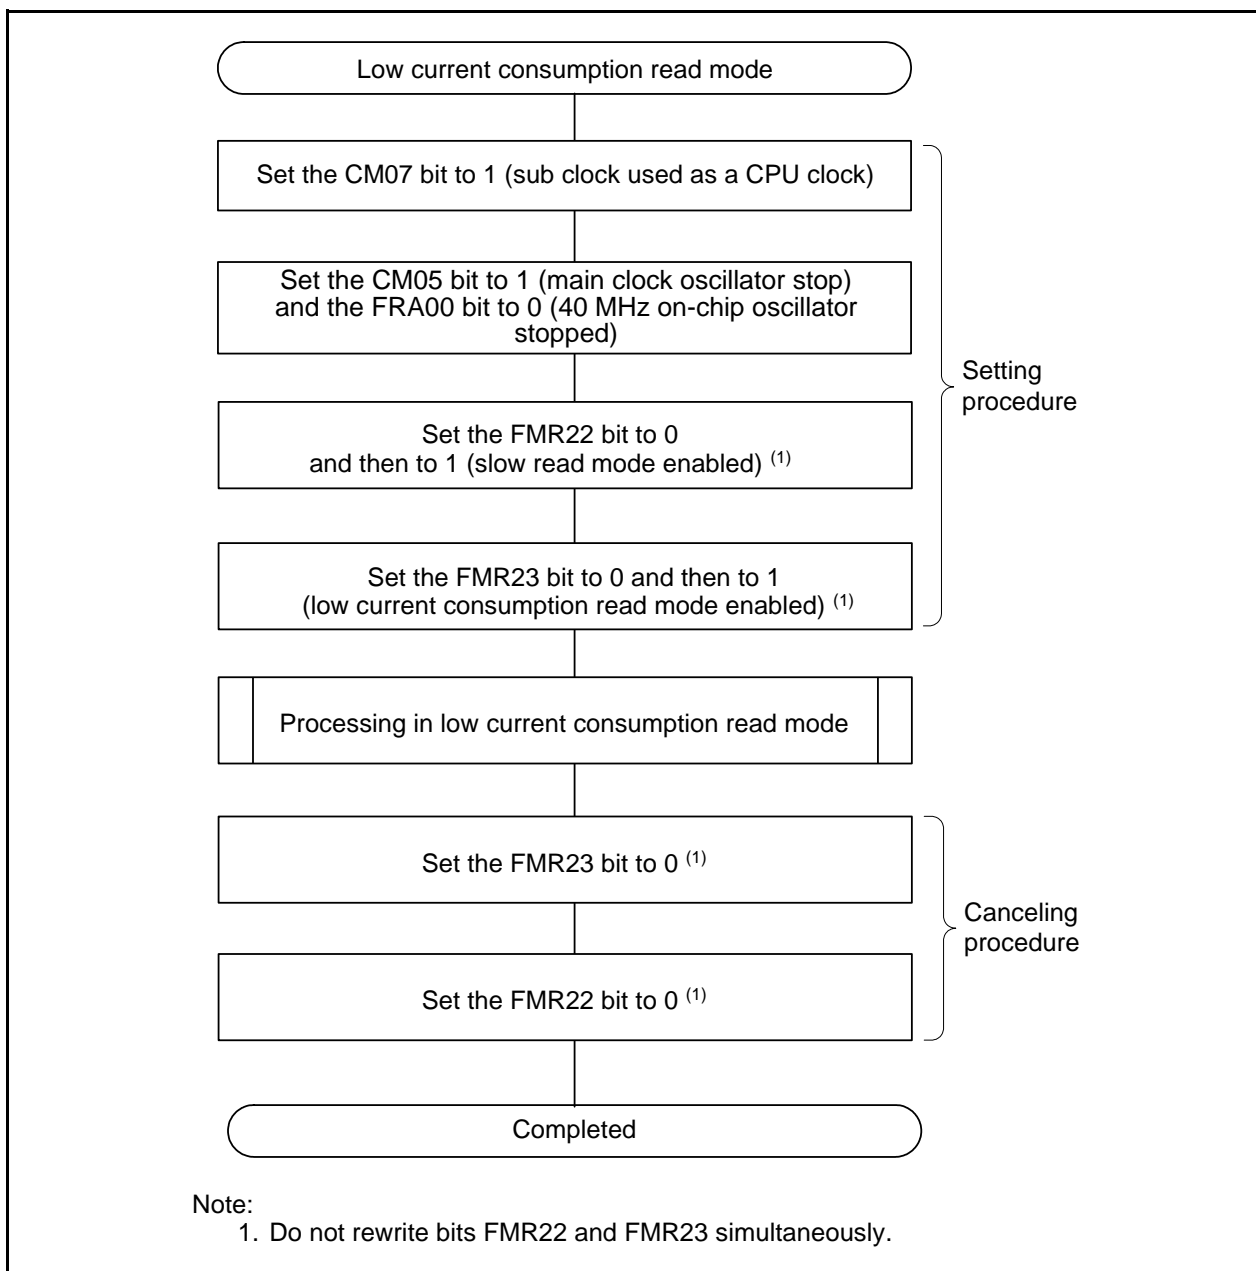 Low current consumption read mode
Set the CM07 bit to 1 (sub clock used as a CPU clock)
Set the CM05 bit to 1 (main clock oscillator stop)
and the FRA00 bit to 0 (40 MHz on-chip oscillator
stopped)
Setting
procedure
Set the FMR22 bit to 0
and then to 1 (slow read mode enabled) (1)
Set the FMR23 bit to 0 and then to 1
(low current consumption read mode enabled) (1)
Processing in low current consumption read mode
Set the FMR23 bit to 0 (1)
Canceling
procedure
Set the FMR22 bit to 0 (1)
Completed
Note:
1. Do not rewrite bits FMR22 and FMR23 simultaneously.